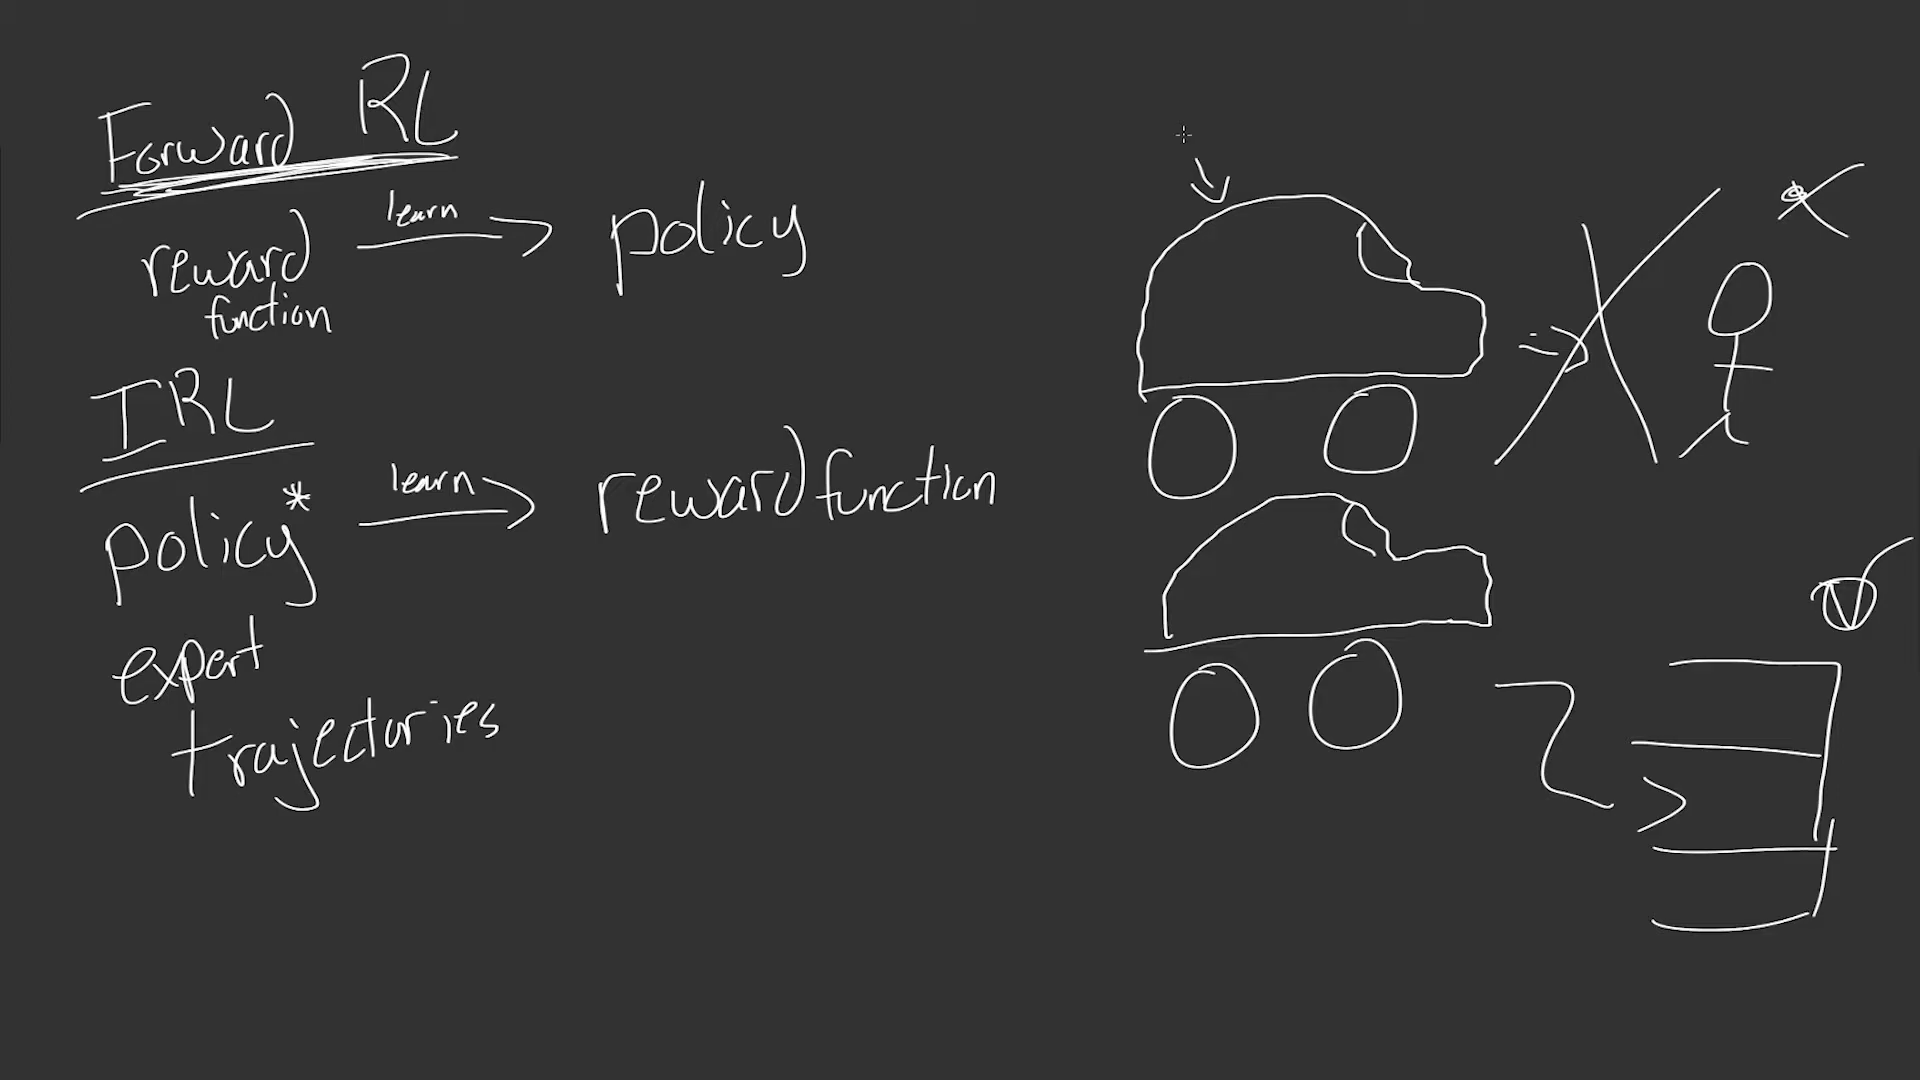 Forward RL
reward function learn policy
IRL
policy* learn reward function
expert
trajectories